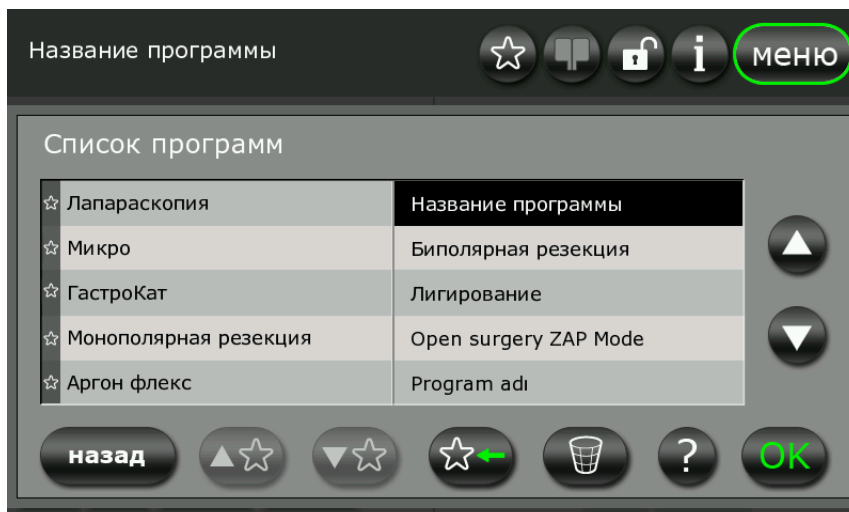 Название программы
i
меню
Список программ
Лапараскопия
Название программы
Микро
Биполярная резекция
ГастроКат
Лигирование
Монополярная резекция
Open surgery ZAP Mode
Аргон флекс
Program adı
назад
?
OK